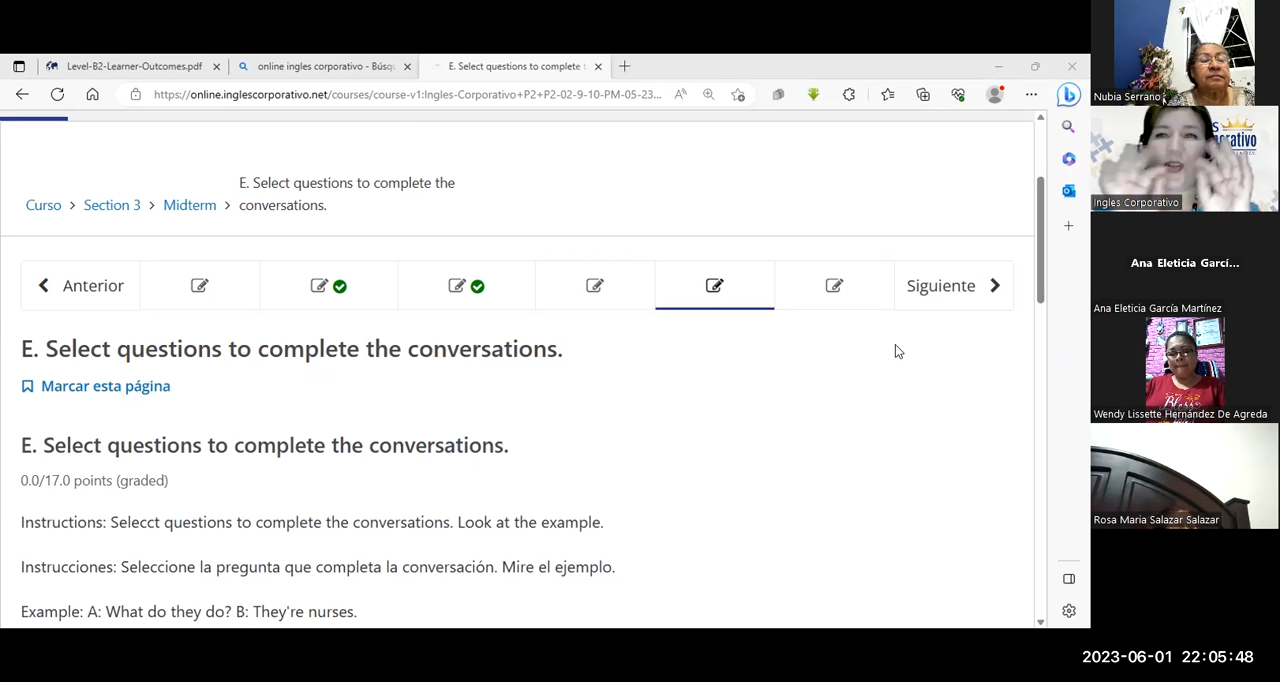 Level-B2-Learner-Outcomes.pdf
online ingles corporativo - Búsq
E. Select questions to complete t
https://online.inglescorporativo.net/courses/course-v1:Ingles-Corporativo+P2+P2-02-9-10-PM-05-23...
E. Select questions to complete the
Curso > Section 3 > Midterm > conversations.
Anterior
Siguiente
E. Select questions to complete the conversations.
Marcar esta página
E. Select questions to complete the conversations.
0.0/17.0 points (graded)
Instructions: Selecct questions to complete the conversations. Look at the example.
Instrucciones: Seleccione la pregunta que completa la conversación. Mire el ejemplo.
Example: A: What do they do? B: They're nurses.
Nubia Serrano
Ingles Corporativo
Ana Eleticia Garcí...
Ana Eleticia García Martínez
Wendy Lissette Hernández De Agreda
Rosa Maria Salazar Salazar
2023-06-01 22:05:48